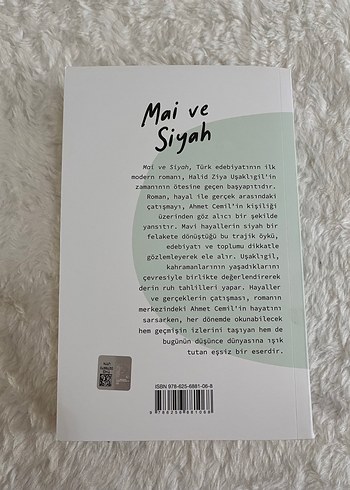 Mai ve
Siyah
Mai ve Siyah, Türk edebiyatının ilk
modern romanı, Halid Ziya Uşaklıgil'in
zamanının ötesine geçen başyapıtıdır.
Roman, hayal ile gerçek arasındaki
çatışmayı, Ahmet Cemil'in kişiliği
üzerinden göz alıcı bir şekilde
yansıtır. Mavi hayallerin siyah bir
felakete dönüştüğü bu trajik öykü,
edebiyatı ve toplumu dikkatle
gözlemleyerek ele alır. Uşaklıgil,
kahramanlarının yaşadıklarını
çevresiyle birlikte değerlendirerek
derin ruh tahlilleri yapar. Hayaller
ve gerçeklerin çatışması, romanın
merkezindeki Ahmet Cemil'in hayatını
sarsarken, her dönemde okunabilecek
hem geçmişin izlerini taşıyan hem de
bugünün düşünce dünyasına ışık
tutan eşsiz bir eserdir.
ISBN 978-625-6881-06-8
9786256881068